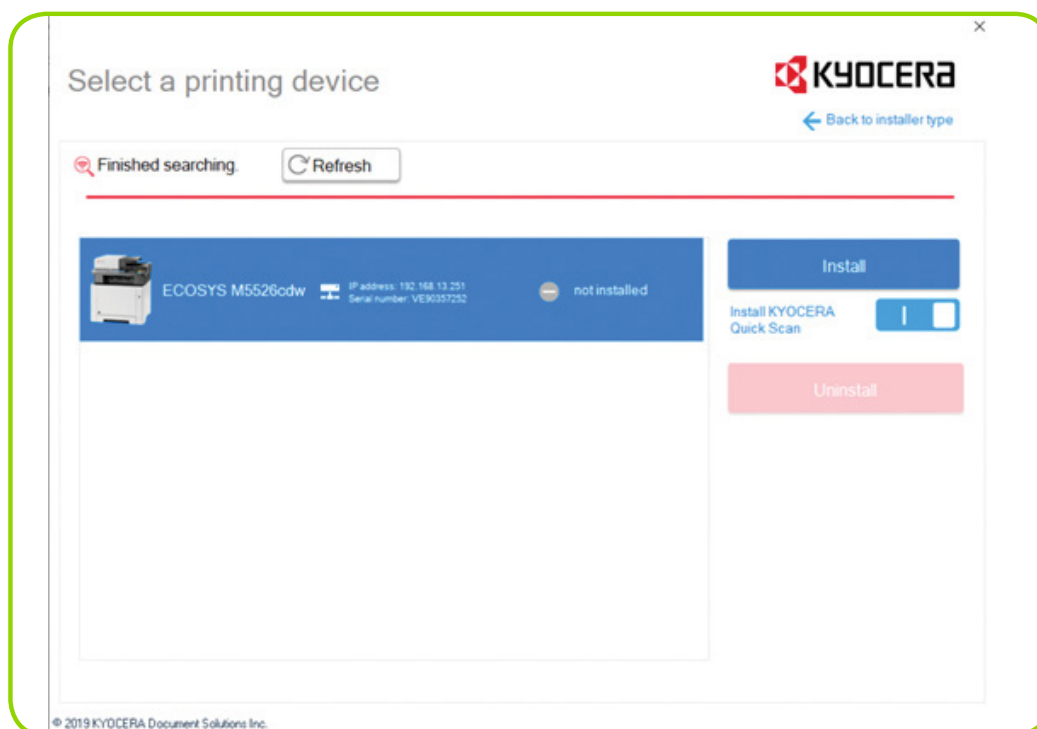 Select a printing device
KYOCERA
Back to installer type
Finished searching.
Refresh
ECOSYS M5526cdw
IP address: 192.168.13.251
Serial number: VE90357252
not installed
Install
Install KYOCERA
Quick Scan
Uninstall
© 2019 KYOCERA Document Solutions Inc.